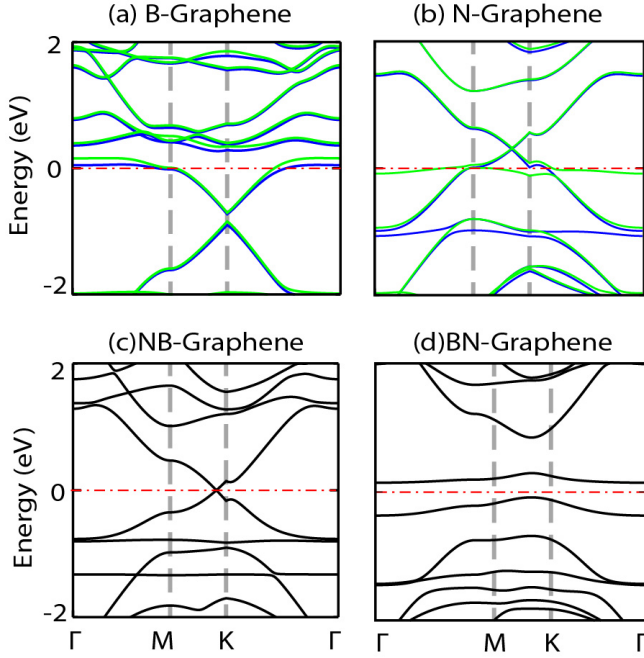 (a) B-Graphene
(b) N-Graphene
Energy (eV)
2
0
-2
(c)NB-Graphene
(d)BN-Graphene
Energy (eV)
2
0
-2
Γ M K Γ
M K Γ